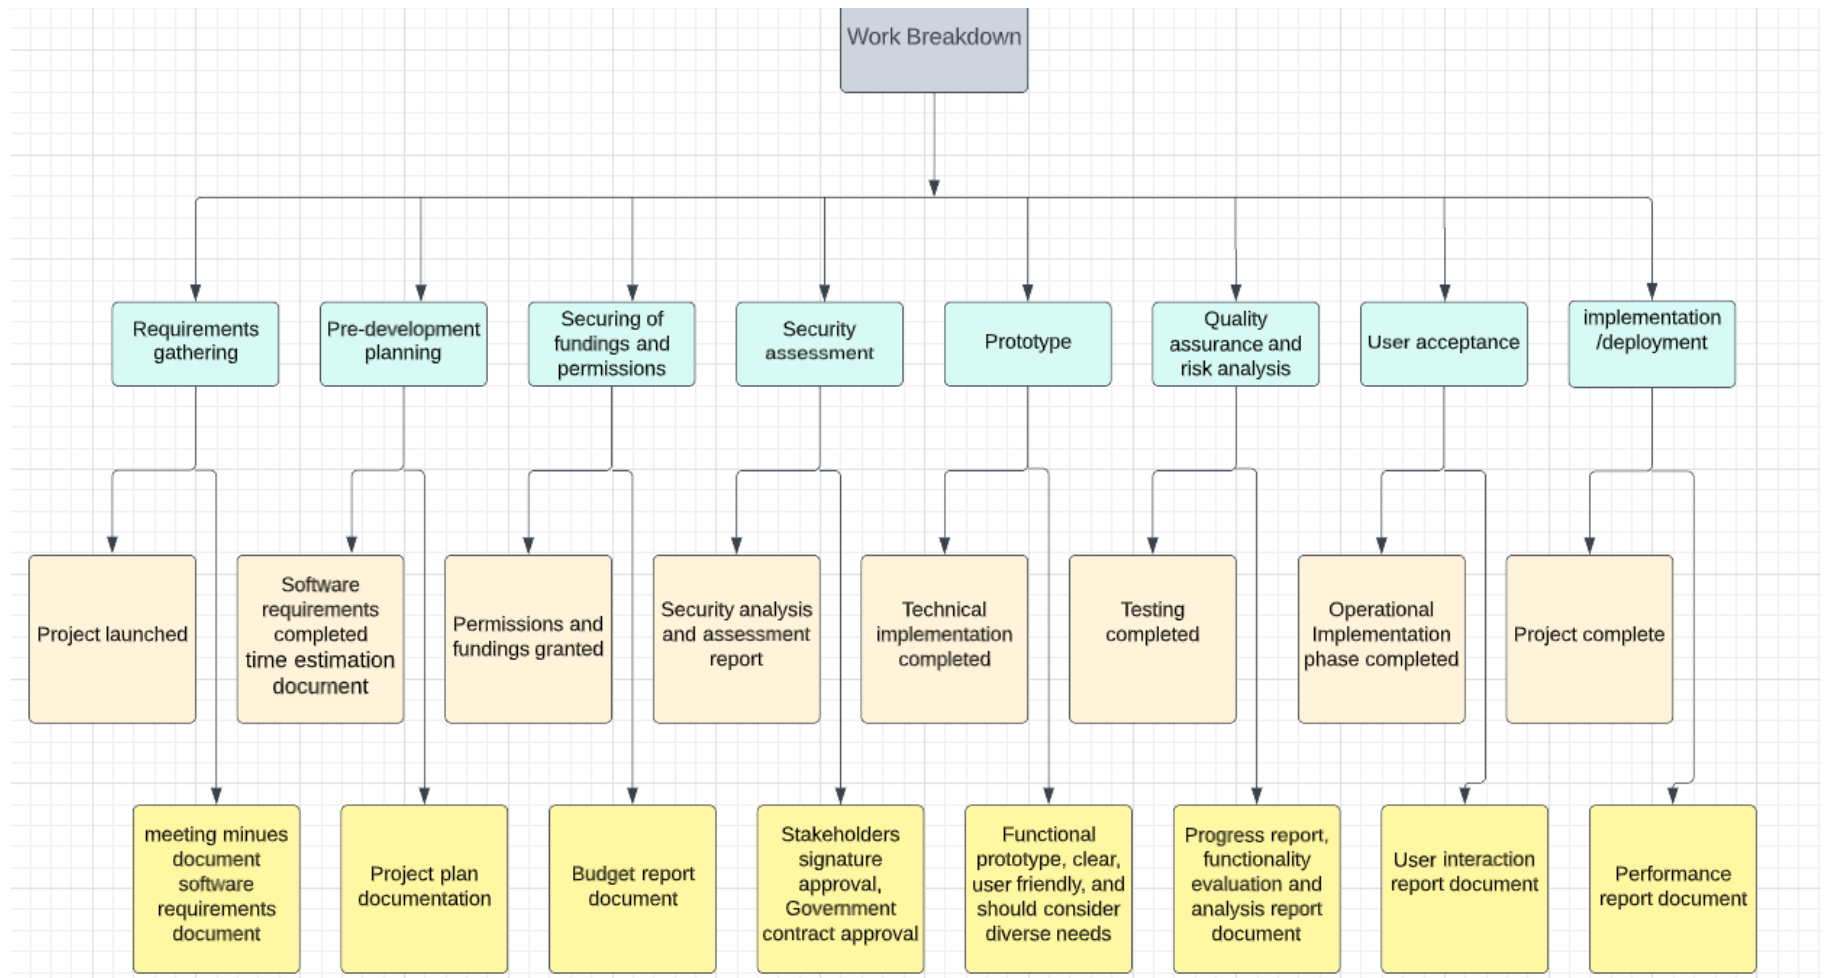 Work Breakdown
Requirements
gathering
Pre-development
planning
Securing of
fundings and
permissions
Security
assessment
Prototype
Quality
assurance and
risk analysis
User acceptance
implementation
/deployment
Project launched
Software
requirements
completed
time estimation
document
Permissions and
fundings granted
Security analysis
and assessment
report
Technical
implementation
completed
Testing
completed
Operational
Implementation
phase completed
Project complete
meeting minues
document
software
requirements
document
Project plan
documentation
Budget report
document
Stakeholders
signature
approval,
Government
contract approval
Functional
prototype, clear,
user friendly, and
should consider
diverse needs
Progress report,
functionality
evaluation and
analysis report
document
User interaction
report document
Performance
report document